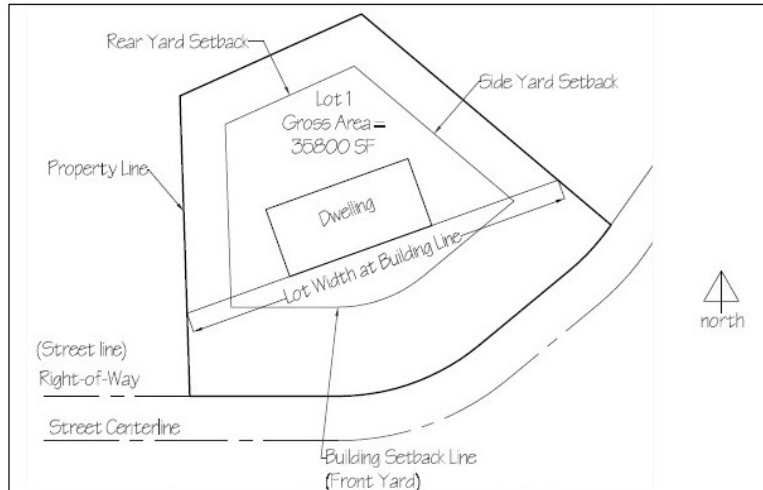 Rear Yard Setback
Side Yard Setback
Lot 1
Gross Area =
35800 SF
Property Line
Dwelling
Lot Width at Building Line
north
(Street line)
Right-of-Way
Street Centerline
Building Setback Line
(Front Yard)